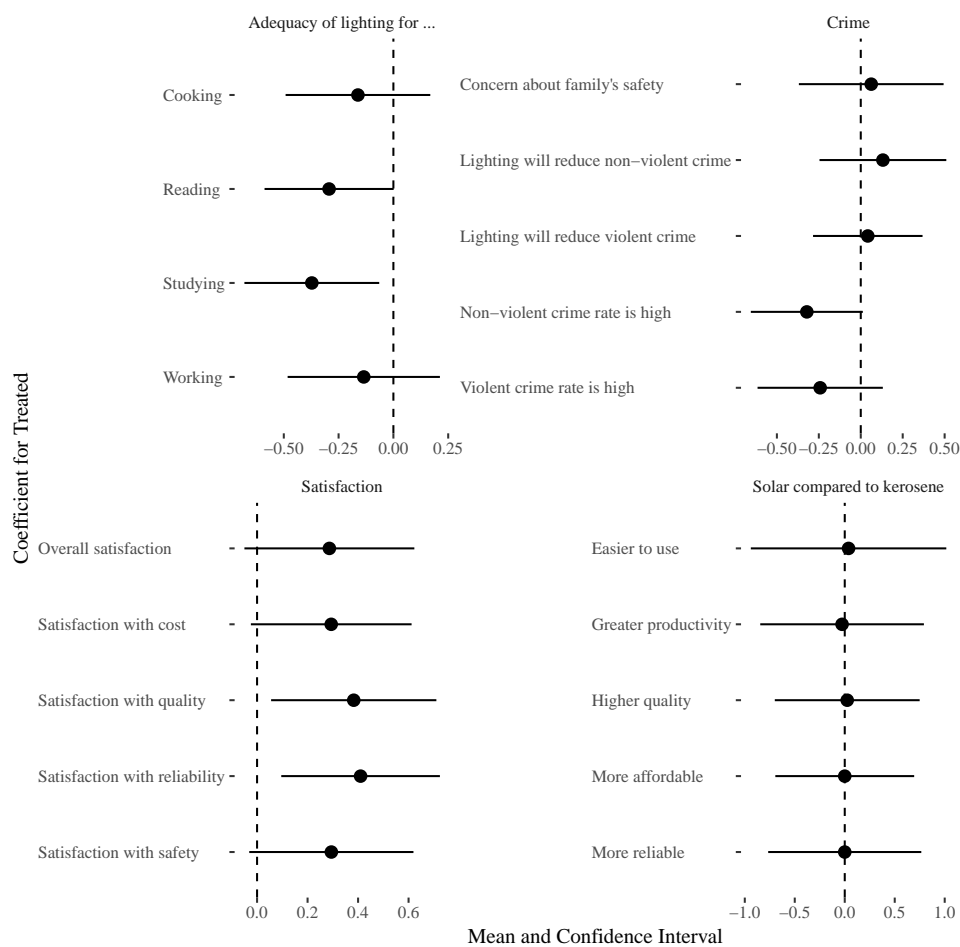 Adequacy of lighting for ...
Cooking
Reading
Studying
Working
−0.50 −0.25 0.00 0.25
Crime
Concern about family's safety
Lighting will reduce non−violent crime
Lighting will reduce violent crime
Non−violent crime rate is high
Violent crime rate is high
−0.50 −0.25 0.00 0.25 0.50
Coefficient for Treated
Satisfaction
Overall satisfaction
Satisfaction with cost
Satisfaction with quality
Satisfaction with reliability
Satisfaction with safety
0.0 0.2 0.4 0.6
Solar compared to kerosene
Easier to use
Greater productivity
Higher quality
More affordable
More reliable
−1.0 −0.5 0.0 0.5 1.0
Mean and Confidence Interval